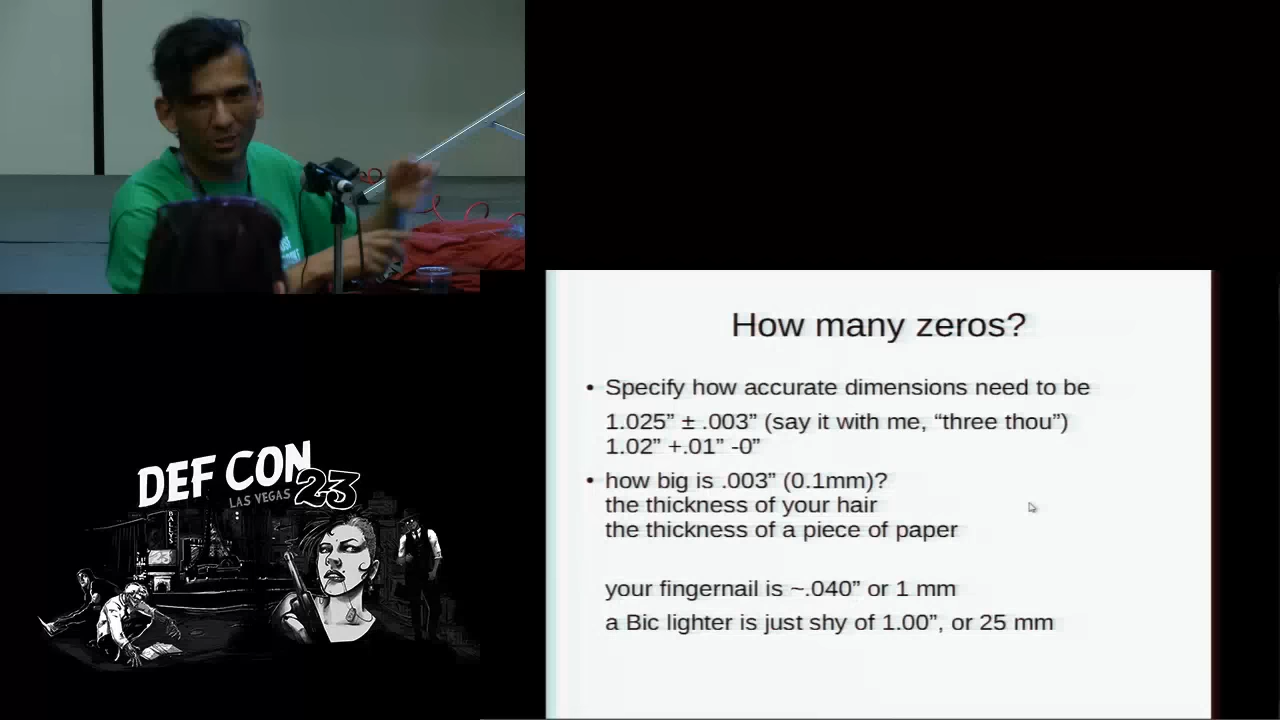 How many zeros?
• Specify how accurate dimensions need to be
1.025” ± .003” (say it with me, “three thou”)
1.02” +.01” -0”
• how big is .003” (0.1mm)?
the thickness of your hair
the thickness of a piece of paper
your fingernail is ~.040” or 1 mm
a Bic lighter is just shy of 1.00”, or 25 mm
DEF CON
LAS VEGAS 23
BALLY'S